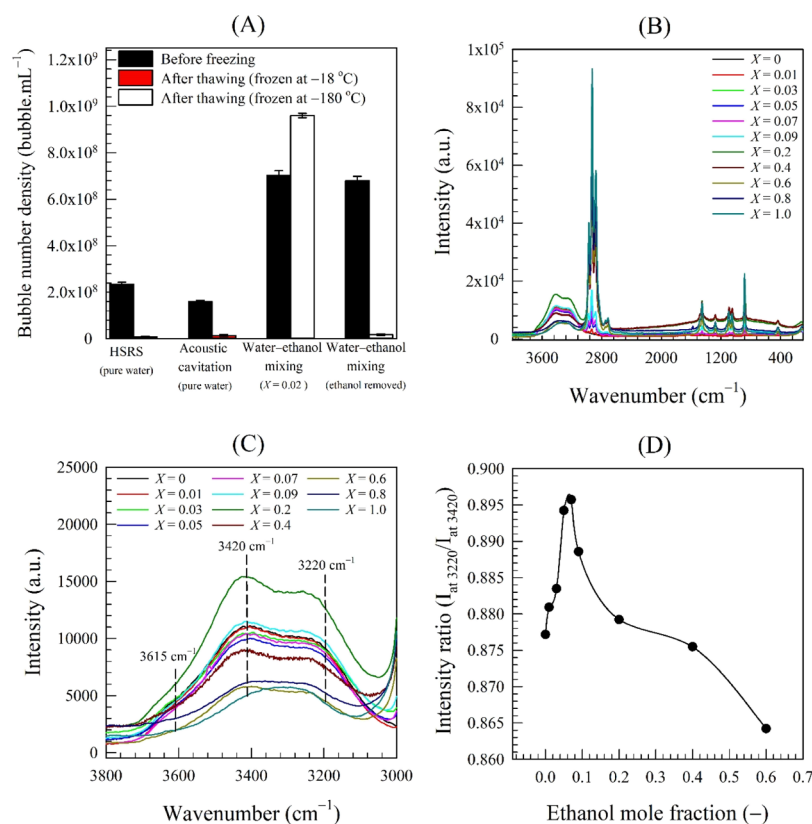 (A)
Bubble number density (bubble.mL⁻¹)
1.2x10⁹
1.0x10⁹
8.0x10⁸
6.0x10⁸
4.0x10⁸
2.0x10⁸
0
Before freezing
After thawing (frozen at –18 °C)
After thawing (frozen at –180 °C)
HSRS
(pure water)
Acoustic
cavitation
(pure water)
Water–ethanol
mixing
(X = 0.02 )
Water–ethanol
mixing
(ethanol removed)
(B)
Intensity (a.u.)
1x10⁵
8x10⁴
6x10⁴
4x10⁴
2x10⁴
0
X = 0
X = 0.01
X = 0.03
X = 0.05
X = 0.07
X = 0.09
X = 0.2
X = 0.4
X = 0.6
X = 0.8
X = 1.0
3600 2800 2000 1200 400
Wavenumber (cm⁻¹)
(C)
Intensity (a.u.)
25000
20000
15000
10000
5000
0
X = 0
X = 0.01
X = 0.03
X = 0.05
X = 0.07
X = 0.09
X = 0.2
X = 0.4
X = 0.6
X = 0.8
X = 1.0
3420 cm⁻¹
3220 cm⁻¹
3615 cm⁻¹
3800 3600 3400 3200 3000
Wavenumber (cm⁻¹)
(D)
Intensity ratio (I at 3220/I at 3420)
0.900
0.895
0.890
0.885
0.880
0.875
0.870
0.865
0.860
0.0 0.1 0.2 0.3 0.4 0.5 0.6 0.7
Ethanol mole fraction (–)